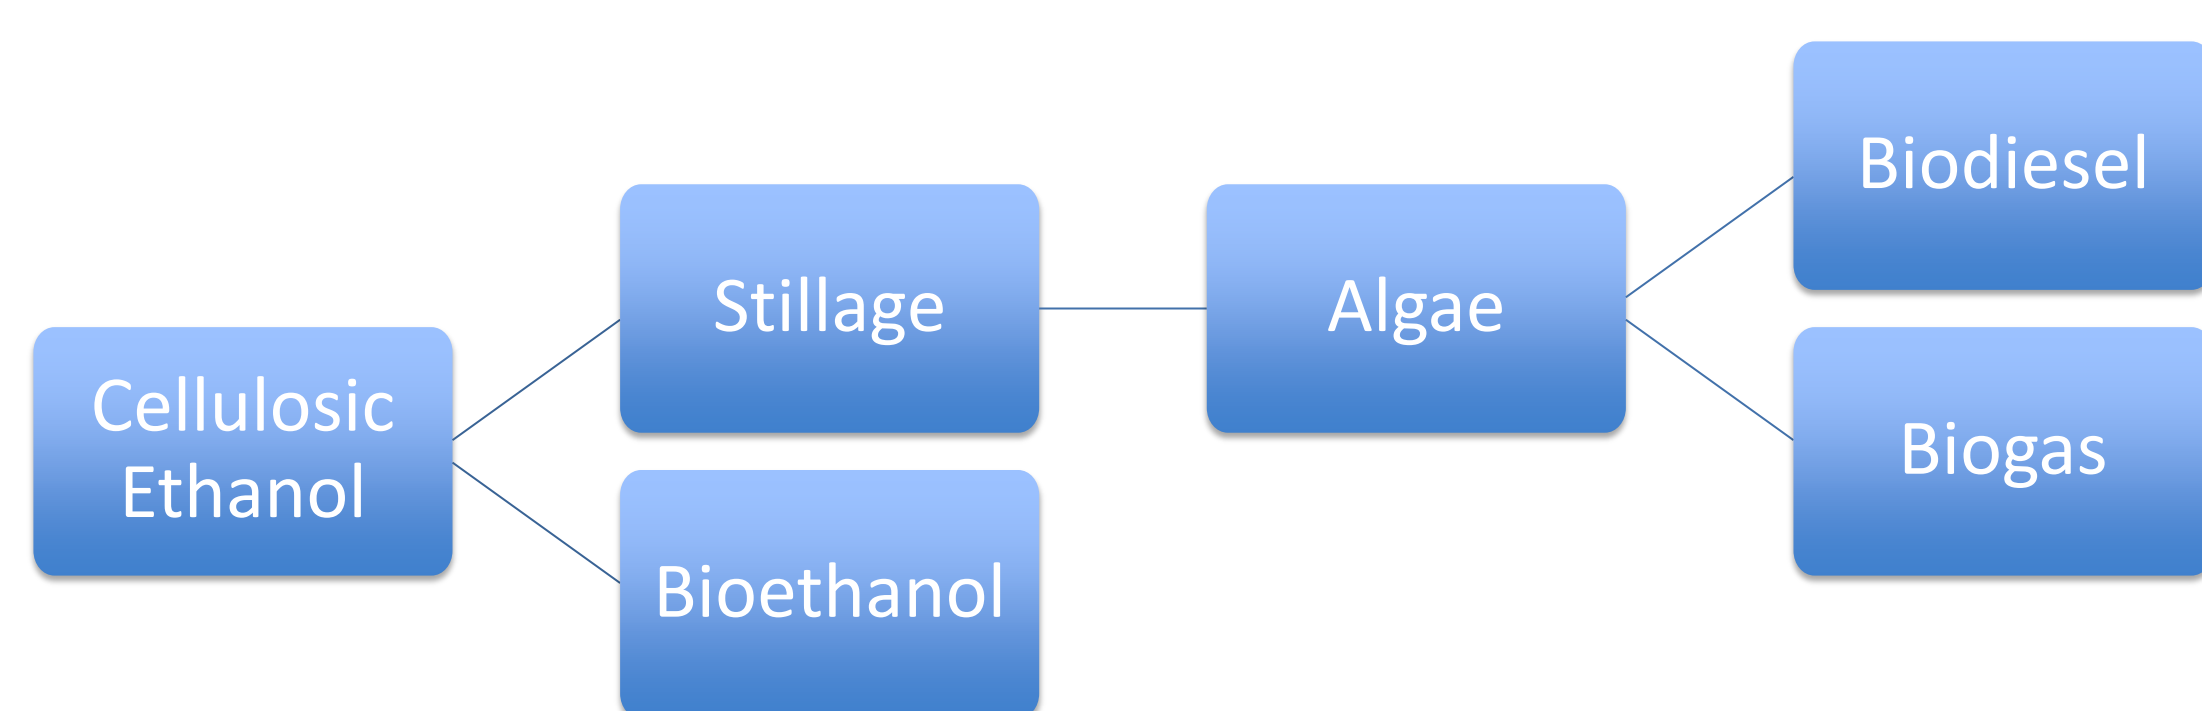 Cellulosic
Ethanol
Stillage
Bioethanol
Algae
Biodiesel
Biogas